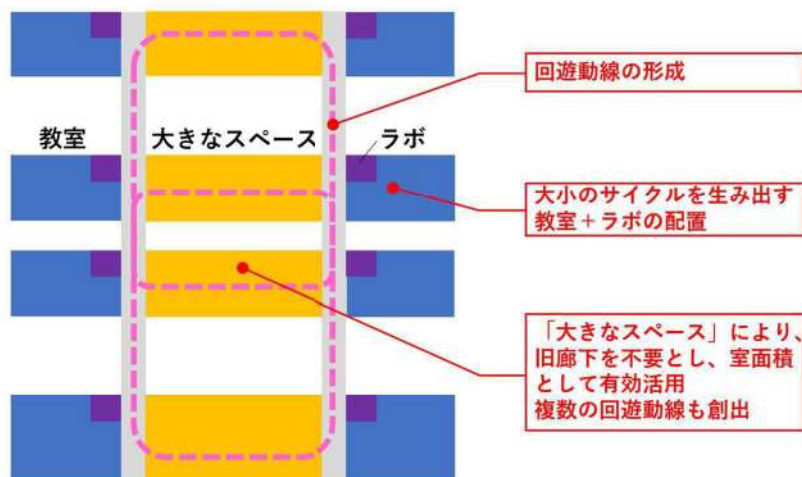 教室
大きなスペース
ラボ
回遊動線の形成
大小のサイクルを生み出す
教室＋ラボの配置
「大きなスペース」により、
旧廊下を不要とし、室面積
として有効活用
複数の回遊動線も創出